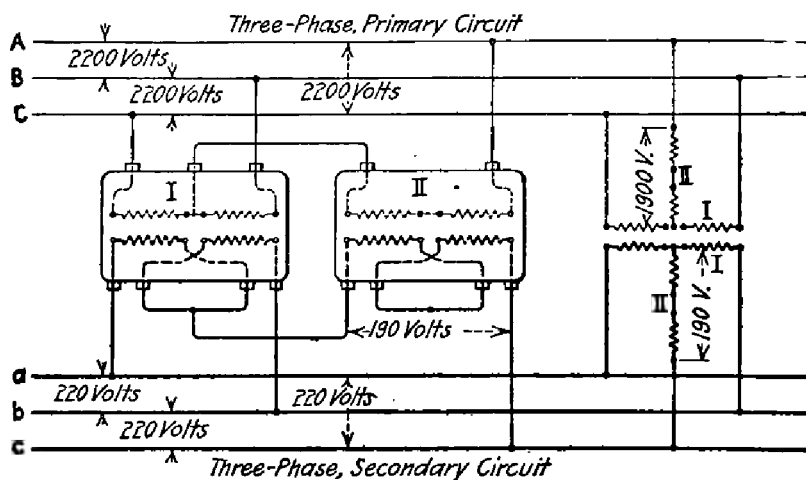 Three-Phase, Primary Circuit
A
2200 Volts
B
2200 Volts
2200 Volts
C
I
II
1900 V.
II
I
I
II
190 V.
190 Volts
a
220 Volts
220 Volts
b
220 Volts
c
Three-Phase, Secondary Circuit